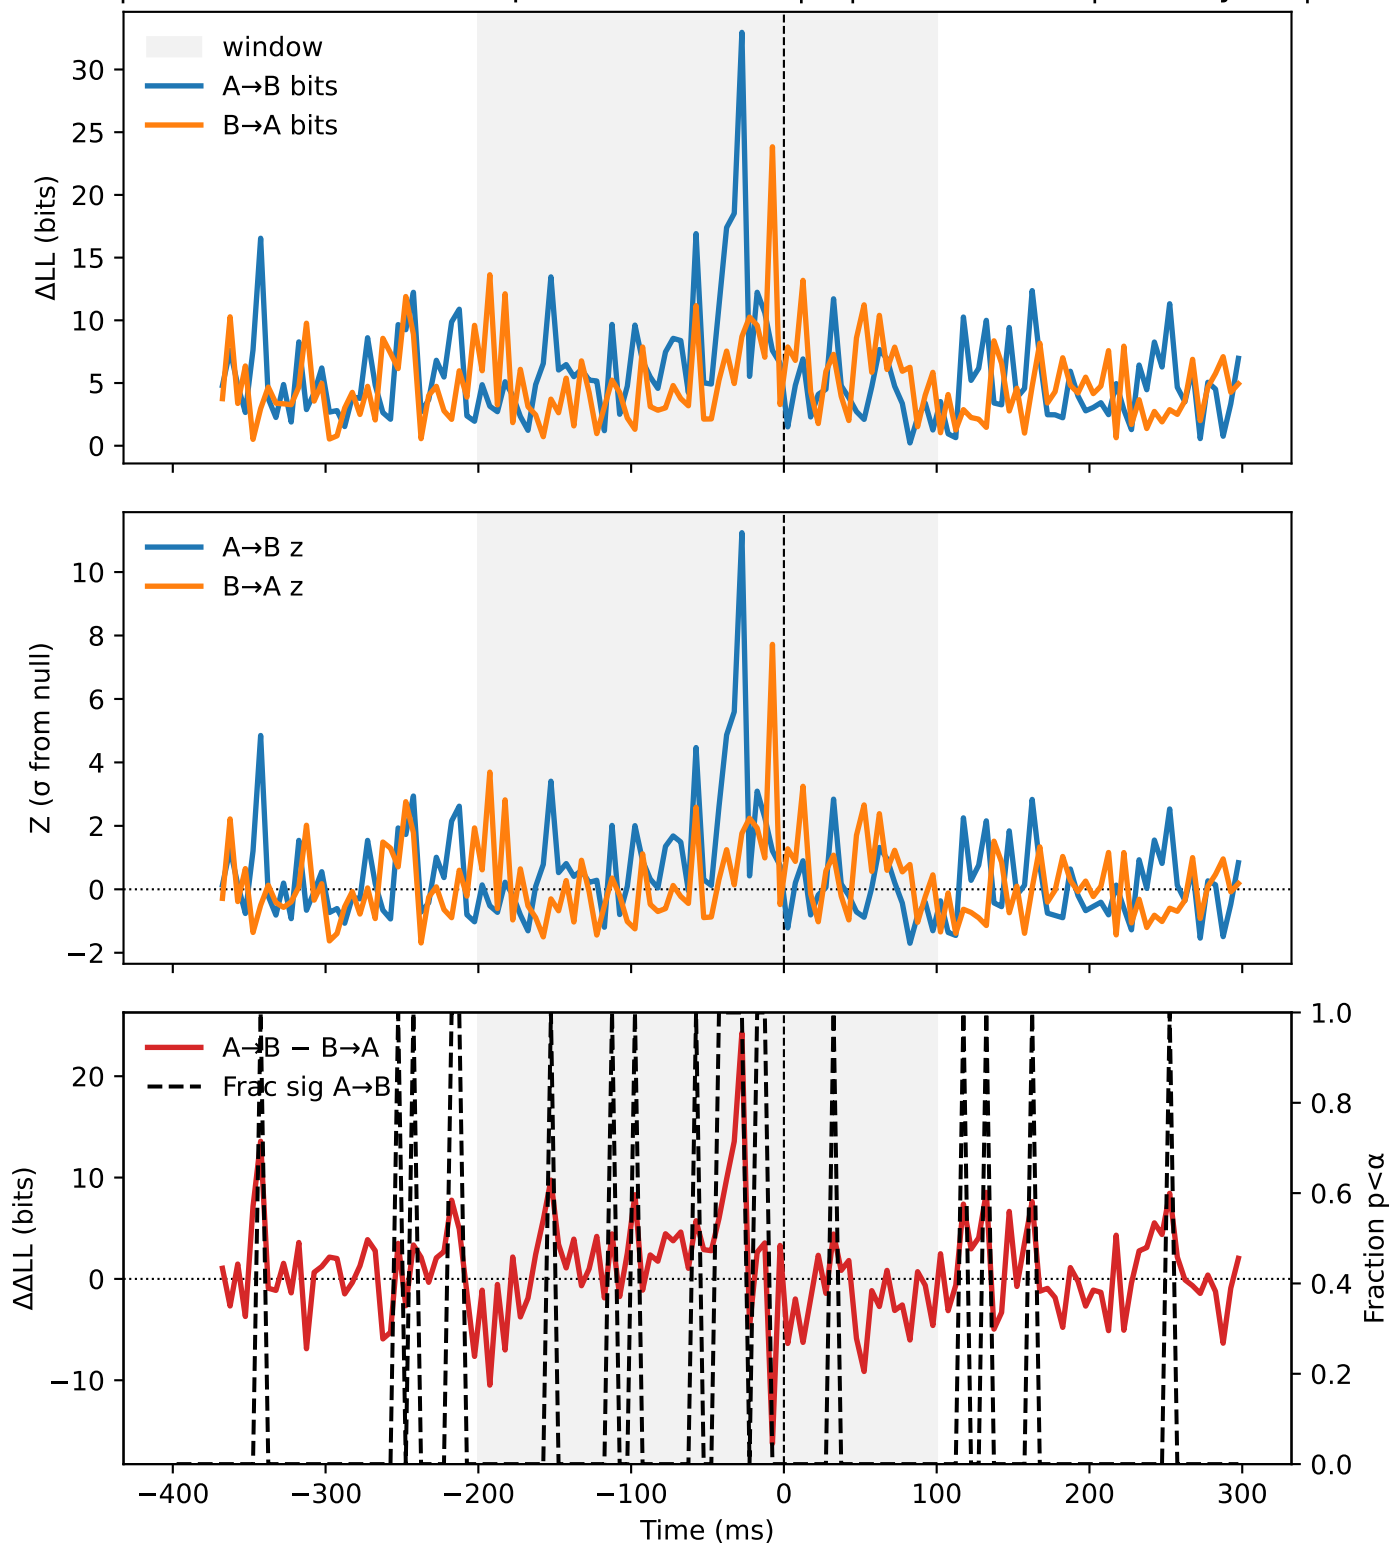 window
A→B bits
B→A bits
ΔLL (bits)
30
25
20
15
10
5
0
A→B z
B→A z
Z (σ from null)
10
8
6
4
2
0
−2
A→B − B→A
Frac sig A→B
ΔΔLL (bits)
20
10
0
−10
1.0
0.8
0.6
0.4
0.2
0.0
Fraction p<α
−400 −300 −200 −100 0 100 200 300
Time (ms)